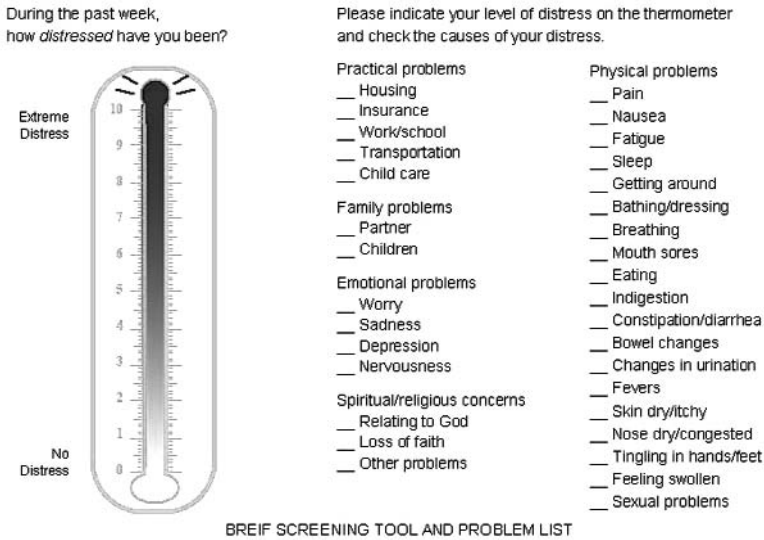 During the past week,
how distressed have you been?
Extreme
Distress
10
9
8
7
6
5
4
3
2
1
0
No
Distress
Please indicate your level of distress on the thermometer
and check the causes of your distress.
Practical problems
__ Housing
__ Insurance
__ Work/school
__ Transportation
__ Child care
Family problems
__ Partner
__ Children
Emotional problems
__ Worry
__ Sadness
__ Depression
__ Nervousness
Spiritual/religious concerns
__ Relating to God
__ Loss of faith
__ Other problems
Physical problems
__ Pain
__ Nausea
__ Fatigue
__ Sleep
__ Getting around
__ Bathing/dressing
__ Breathing
__ Mouth sores
__ Eating
__ Indigestion
__ Constipation/diarrhea
__ Bowel changes
__ Changes in urination
__ Fevers
__ Skin dry/itchy
__ Nose dry/congested
__ Tingling in hands/feet
__ Feeling swollen
__ Sexual problems
BREIF SCREENING TOOL AND PROBLEM LIST